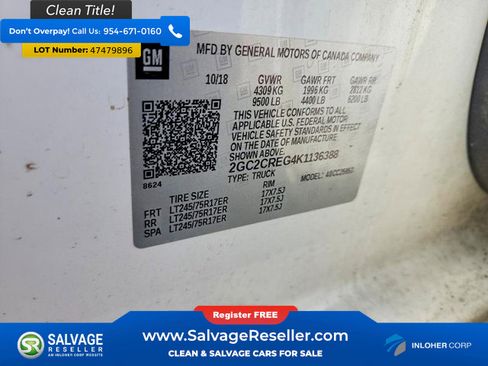 Clean Title!
Don't Overpay! Call Us: 954-671-0160
LOT Number: 47479896
GM
MFD BY GENERAL MOTORS OF CANADA COMPANY
10/18 GVWR GAWR FRT GAWR RR
4309 KG 1996 KG 2812 KG
9500 LB 4400 LB 6200 LB
THIS VEHICLE CONFORMS TO ALL
APPLICABLE U.S. FEDERAL MOTOR
VEHICLE SAFETY STANDARDS IN EFFECT ON
THE DATE OF MANUFACTURE SHOWN ABOVE.
2GC2CREG4K1136388
TYPE: TRUCK MODEL:
8624
TIRE SIZE RIM
FRT LT245/75R17ER 17X7.5J
RR LT245/75R17ER 17X7.5J
SPA LT245/75R17ER 17X7.5J
Register FREE!
SALVAGE RESELLER
AN INLOHER CORP WEBSITE
www.SalvageReseller.com
CLEAN & SALVAGE CARS FOR SALE
INLOHER CORP.